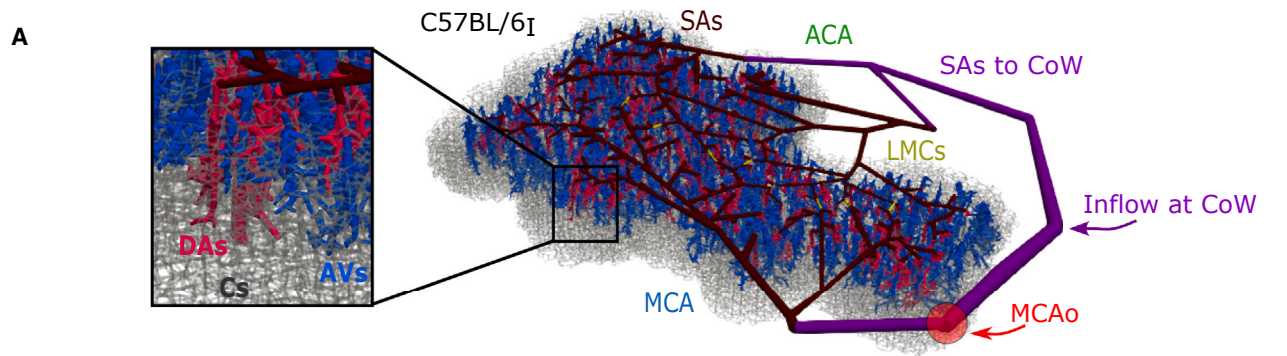 A
C57BL/6I
SAs
ACA
SAs to CoW
LMCs
Inflow at CoW
DAs
AVs
Cs
MCA
MCAo